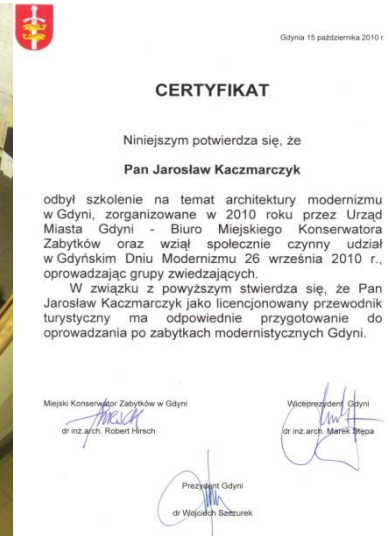 Gdynia 15 października 2010 r.
CERTYFIKAT
Niniejszym potwierdza się, że
Pan Jarosław Kaczmarczyk
odbył szkolenie na temat architektury modernizmu
w Gdyni, zorganizowane w 2010 roku przez Urząd
Miasta Gdyni - Biuro Miejskiego Konserwatora
Zabytków oraz wziął społecznie czynny udział
w Gdyńskim Dniu Modernizmu 26 września 2010 r.,
oprowadzając grupy zwiedzających.
W związku z powyższym stwierdza się, że Pan
Jarosław Kaczmarczyk jako licencjonowany przewodnik
turystyczny ma odpowiednie przygotowanie do
oprowadzania po zabytkach modernistycznych Gdyni.
Miejski Konserwator Zabytków w Gdyni
dr inż.arch. Robert Hirsch
Wiceprezydent Gdyni
dr inż.arch. Marek Stępa
Prezydent Gdyni
dr Wojciech Szczurek